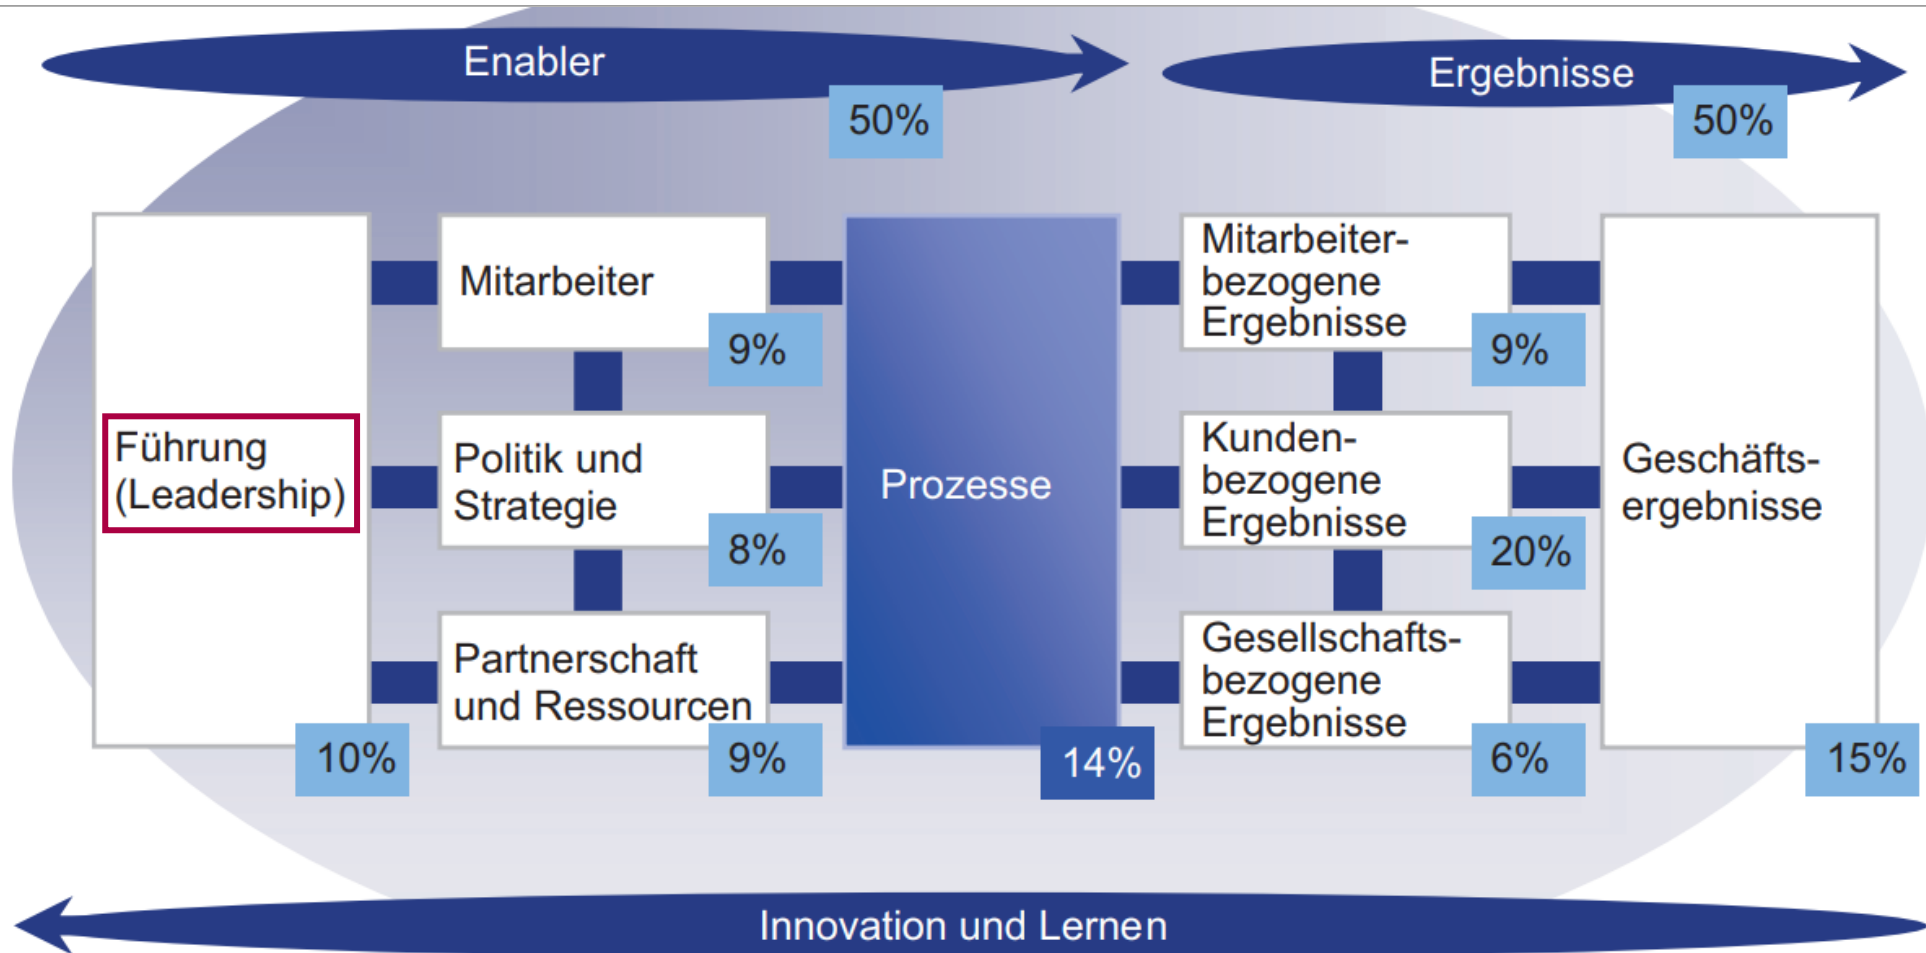 Enabler
50%
Ergebnisse
50%
Führung
(Leadership)
10%
Mitarbeiter
9%
Politik und
Strategie
8%
Partnerschaft
und Ressourcen
9%
Prozesse
14%
Mitarbeiter-
bezogene
Ergebnisse
9%
Kunden-
bezogene
Ergebnisse
20%
Gesellschafts-
bezogene
Ergebnisse
6%
Geschäfts-
ergebnisse
15%
Innovation und Lernen